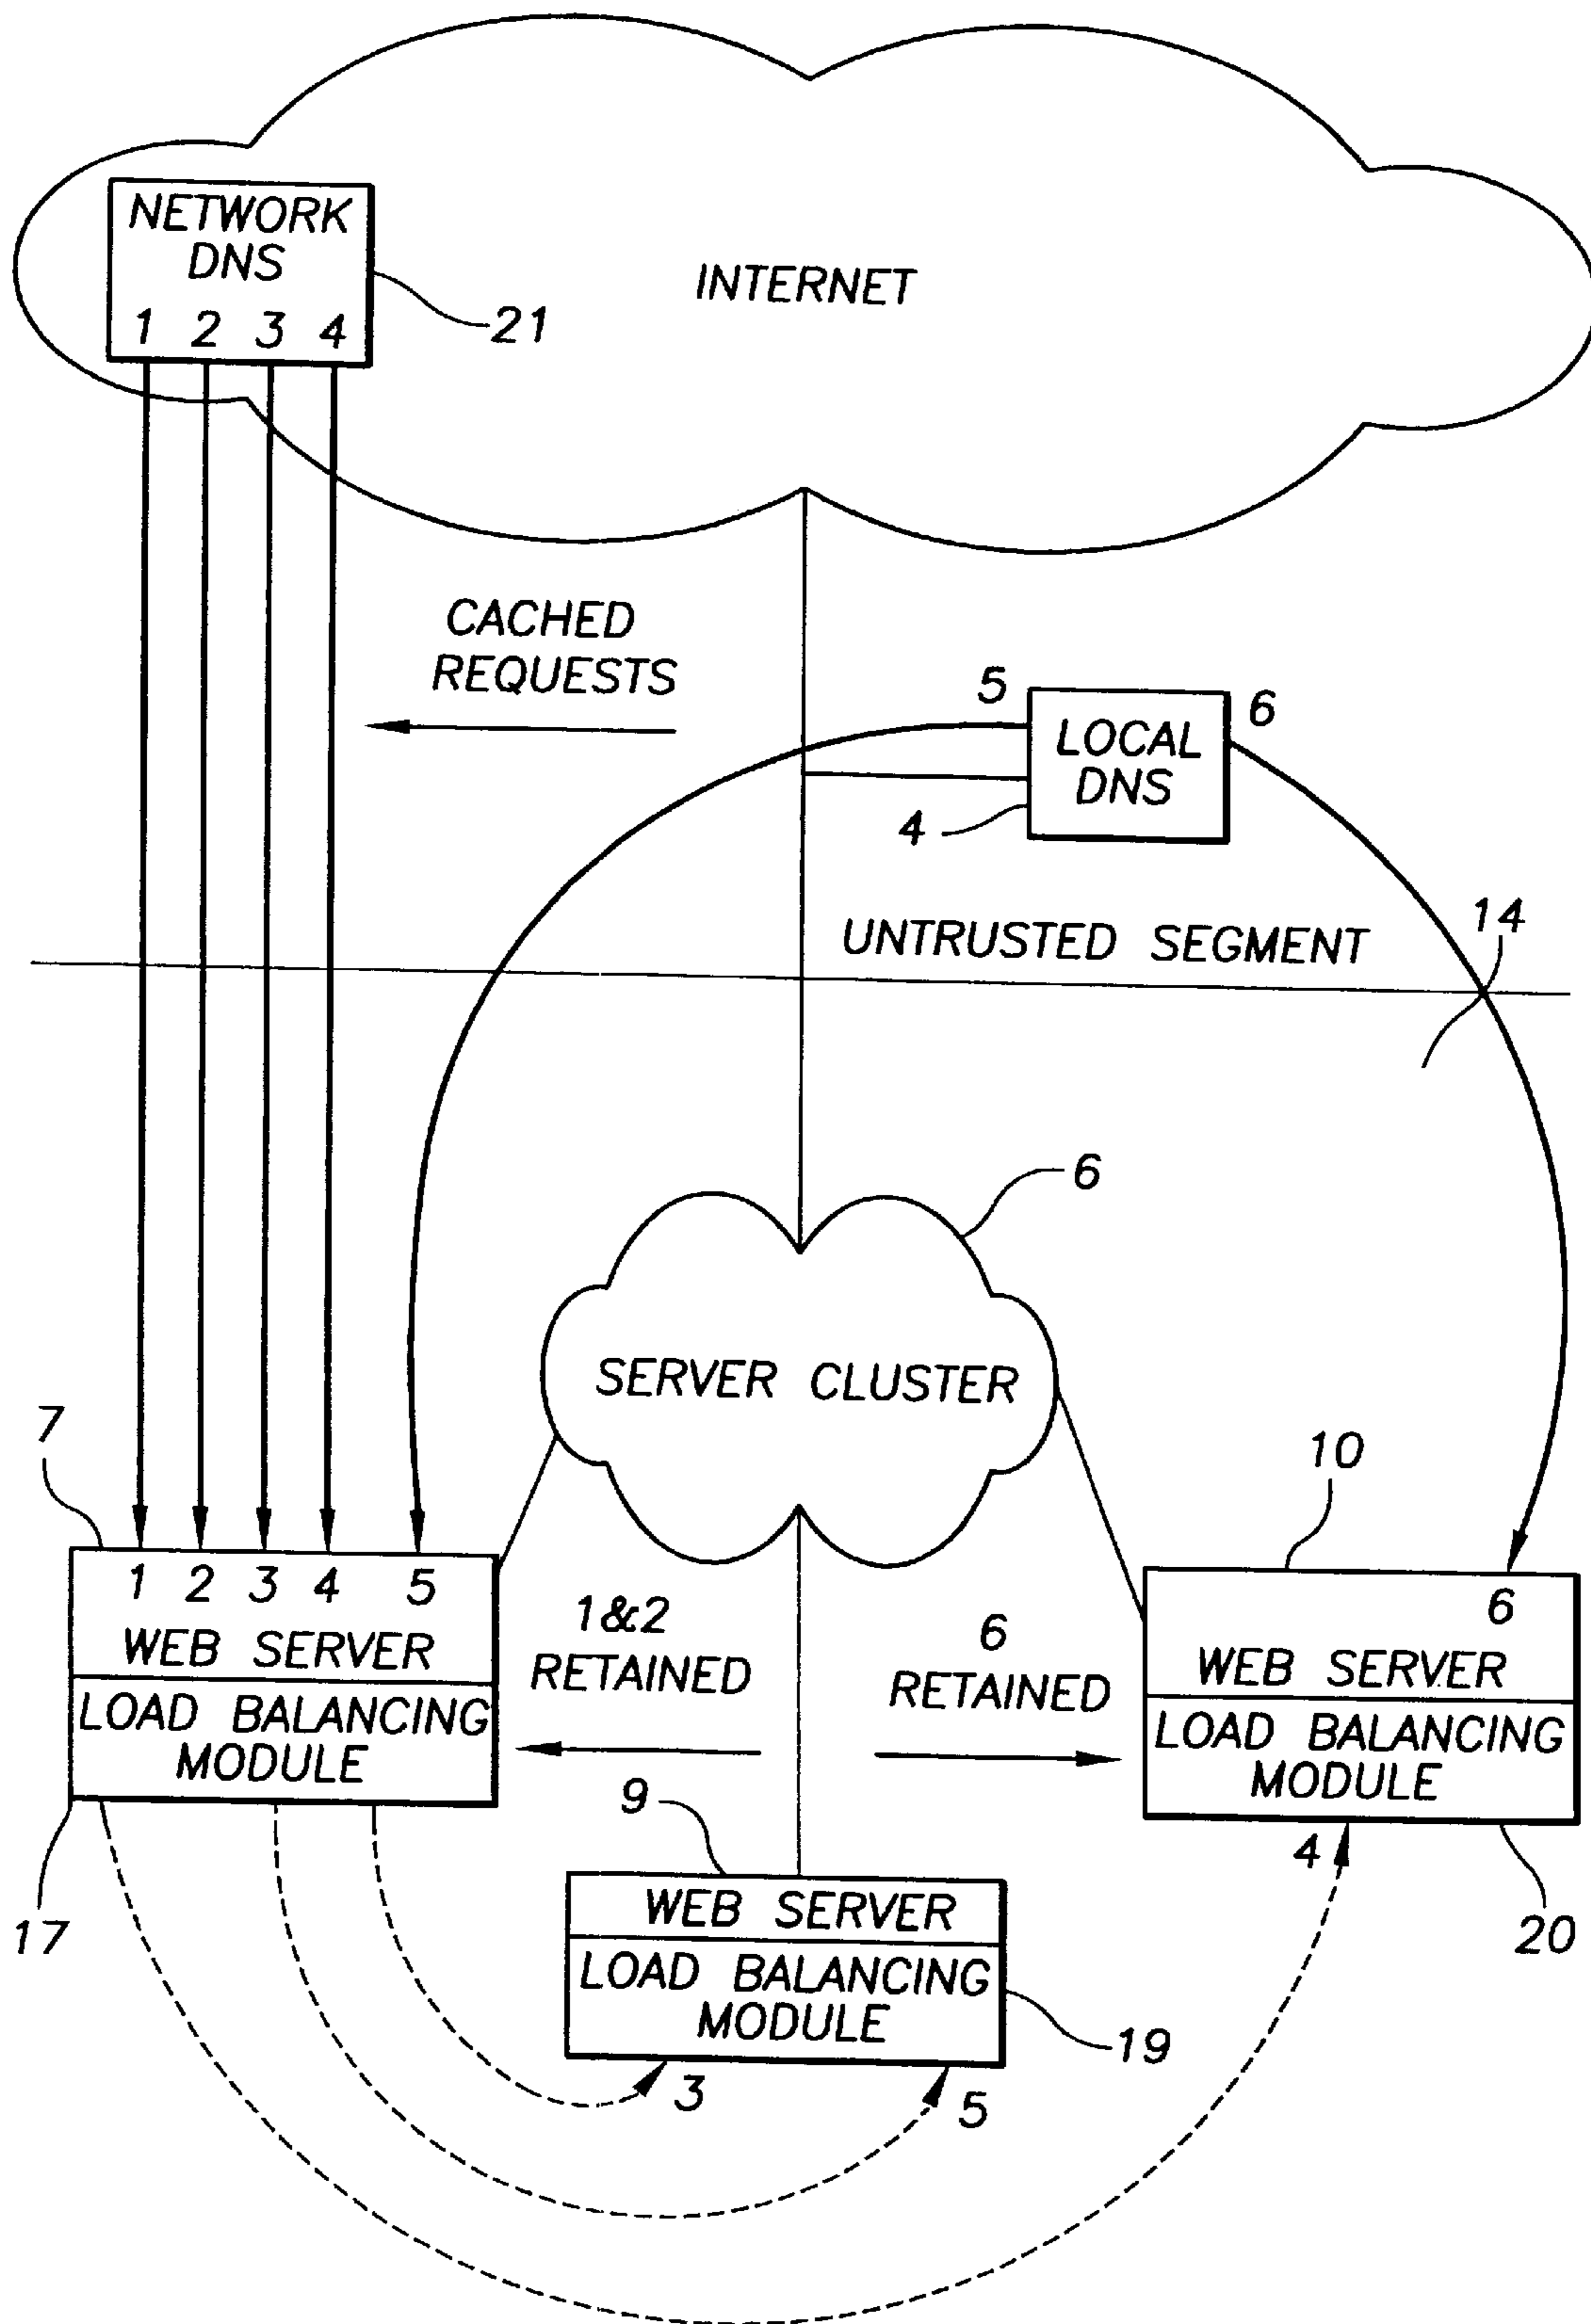 NETWORK
DNS
1 2 3 4
21
INTERNET
CACHED
REQUESTS
5
6
LOCAL
DNS
4
UNTRUSTED SEGMENT
14
6
SERVER CLUSTER
7
10
1 2 3 4 5
WEB SERVER
LOAD BALANCING
MODULE
17
1&2
RETAINED
6
RETAINED
6
WEB SERVER
LOAD BALANCING
MODULE
4
20
9
WEB SERVER
LOAD BALANCING
MODULE
19
3
5